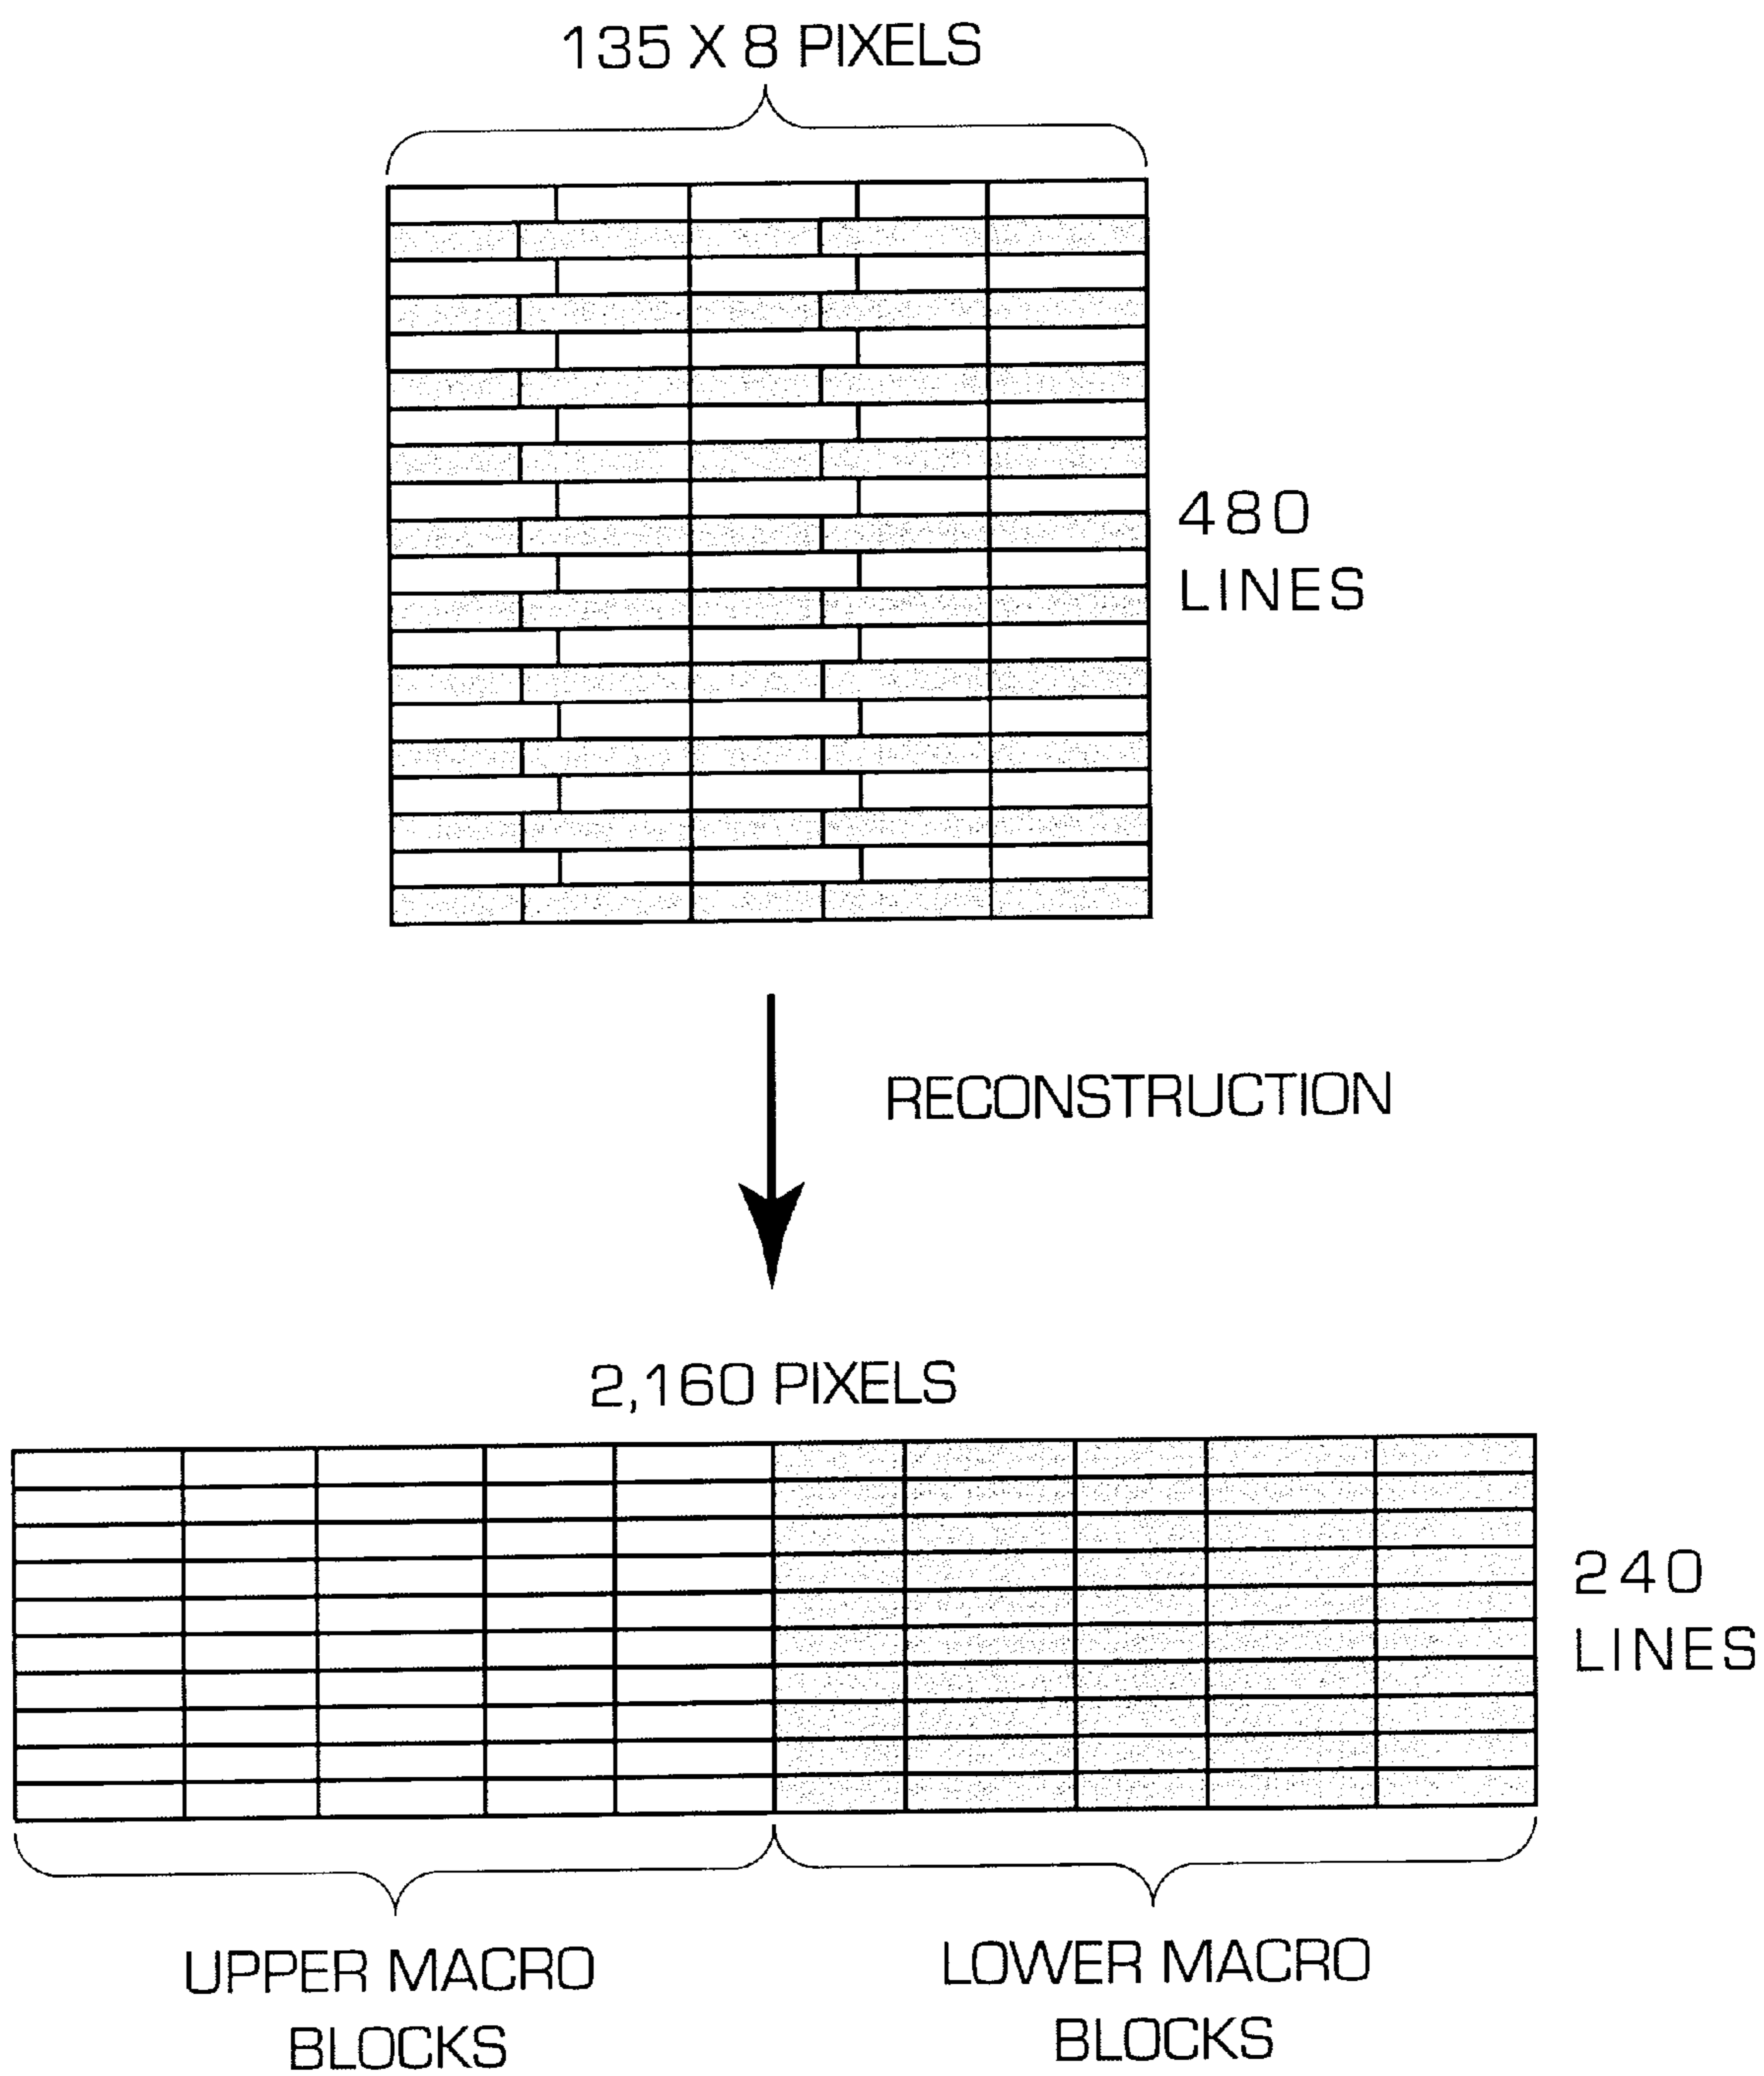 135 X 8 PIXELS
480
LINES
RECONSTRUCTION
2,160 PIXELS
240
LINES
UPPER MACRO
BLOCKS
LOWER MACRO
BLOCKS